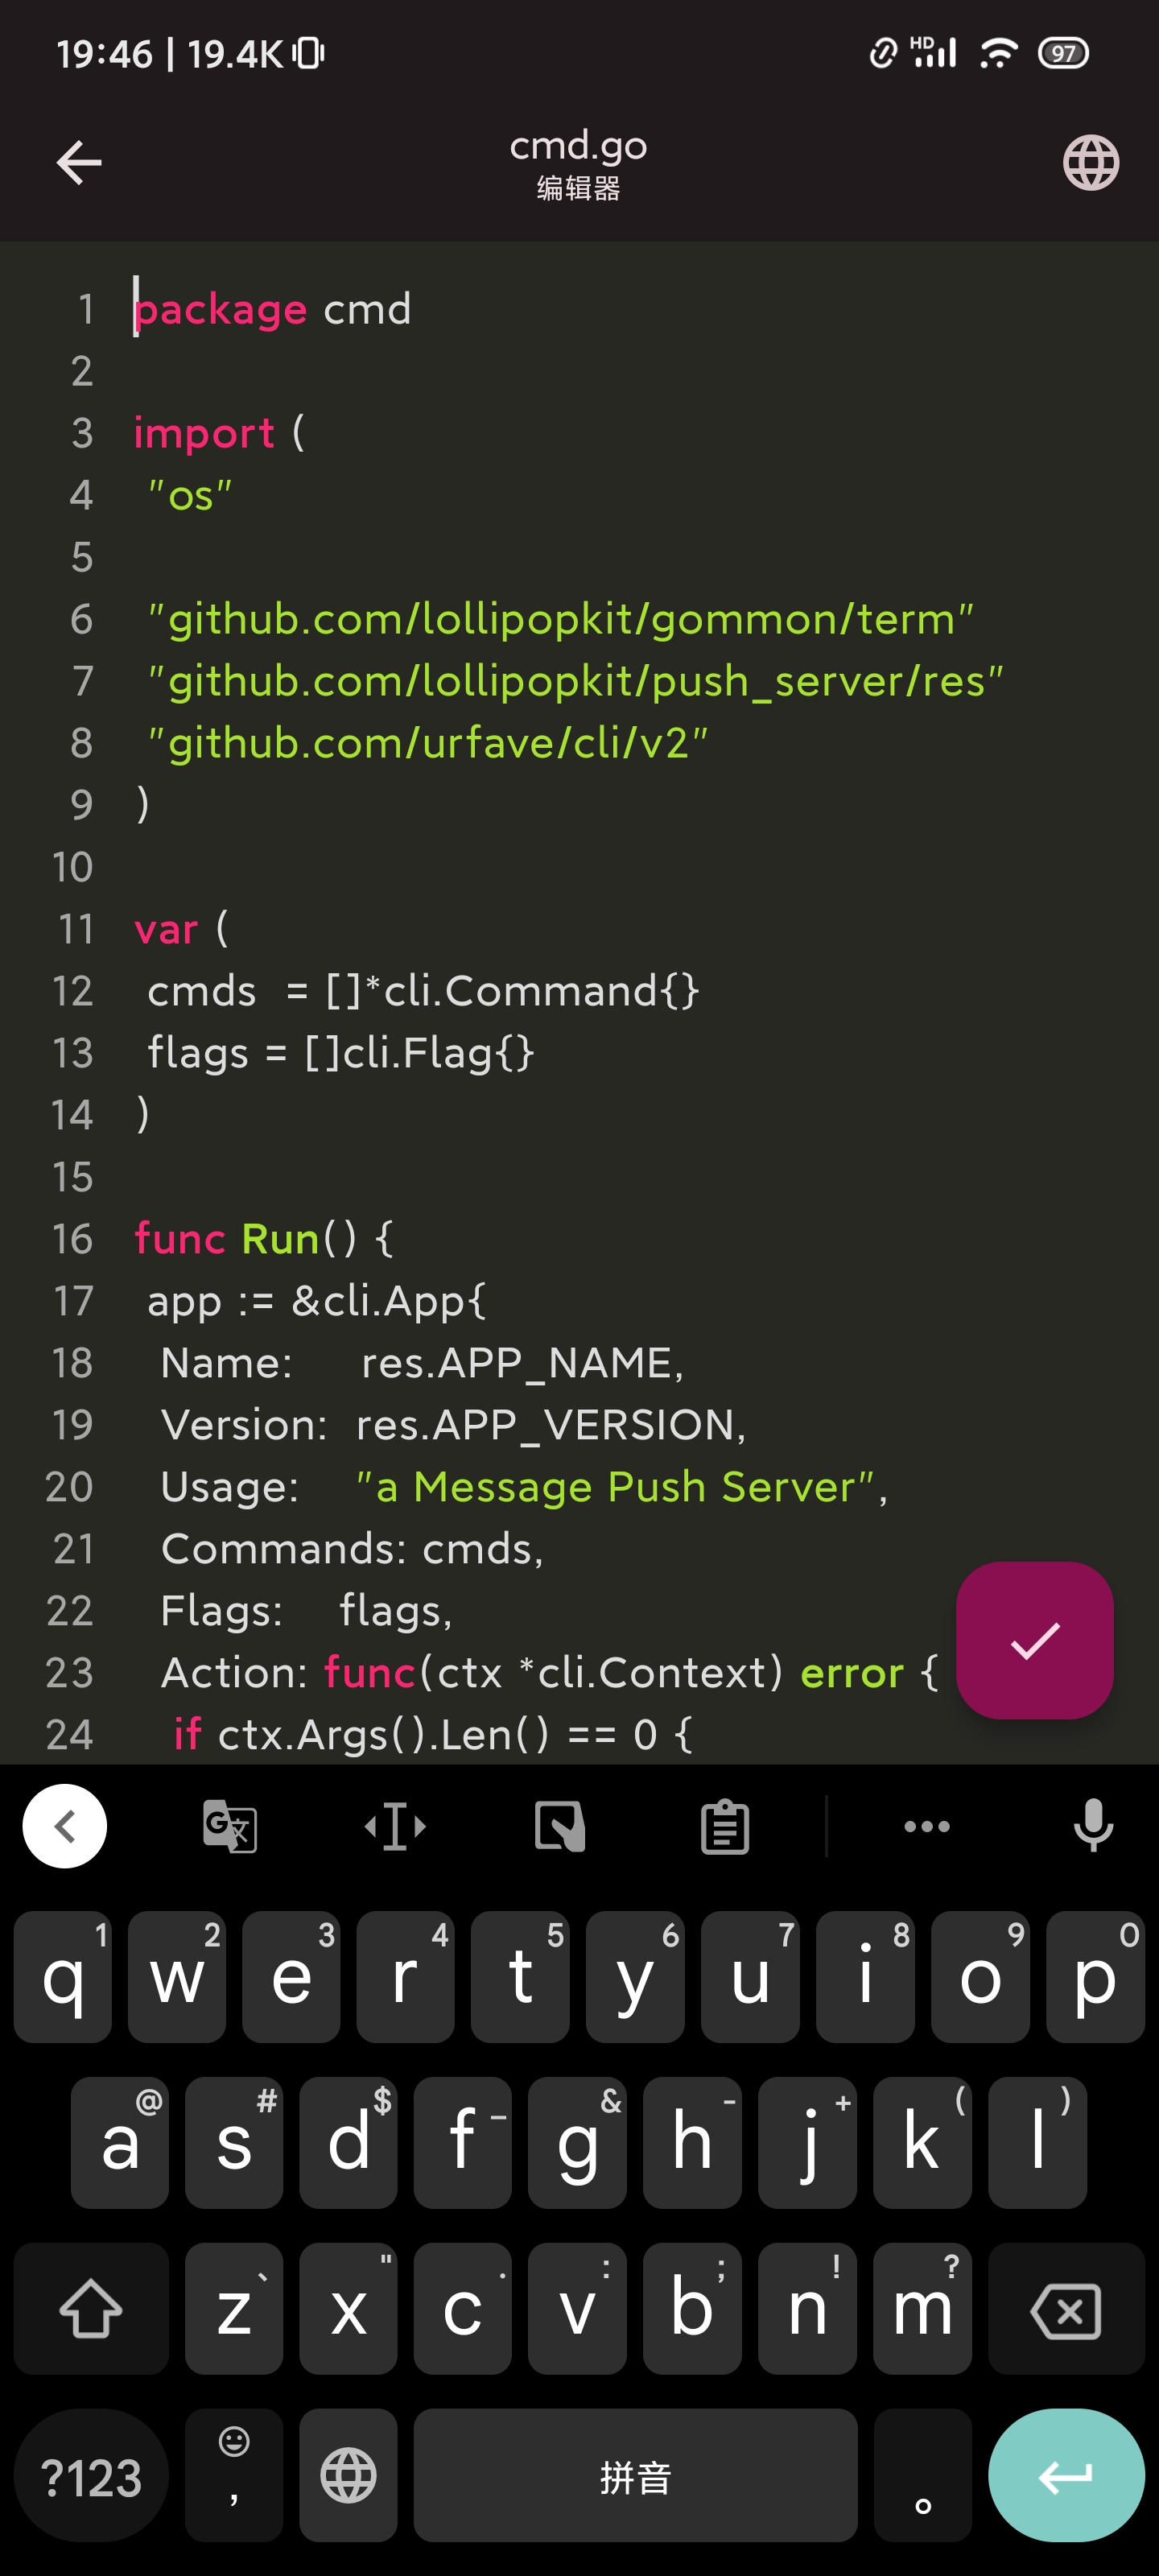 19:46 | 19.4K
HD
97
cmd.go
编辑器
1 package cmd
2
3 import (
4 "os"
5
6 "github.com/lollipopkit/gommon/term"
7 "github.com/lollipopkit/push_server/res"
8 "github.com/urfave/cli/v2"
9 )
10
11 var (
12 cmds  = []*cli.Command{}
13 flags = []cli.Flag{}
14 )
15
16 func Run() {
17 app := &cli.App{
18 Name:     res.APP_NAME,
19 Version:  res.APP_VERSION,
20 Usage:    "a Message Push Server",
21 Commands: cmds,
22 Flags:    flags,
23 Action: func(ctx *cli.Context) error {
24 if ctx.Args().Len() == 0 {
G 文
q 1 w 2 e 3 r 4 t 5 y 6 u 7 i 8 o 9 p 0
a @ s # d $ f _ g & h - j + k ( l )
z 、 x " c . v : b ; n ! m ?
?123 , 拼音 。